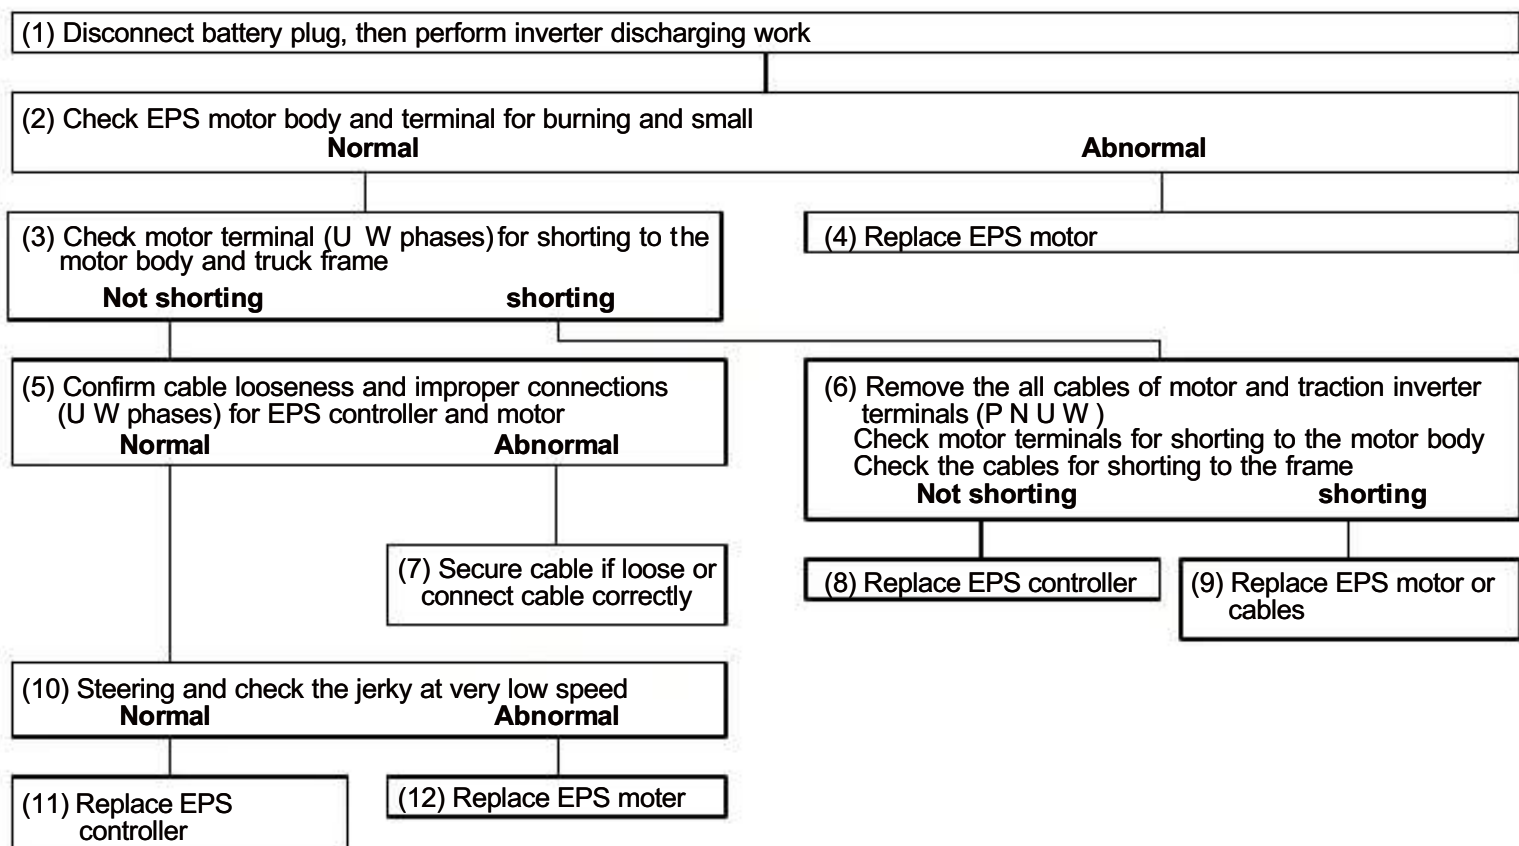 (1) Disconnect battery plug, then perform inverter discharging work
(2) Check EPS motor body and terminal for burning and small
Normal Abnormal
(3) Check motor terminal (U W phases) for shorting to the
motor body and truck frame
Not shorting shorting
(4) Replace EPS motor
(5) Confirm cable looseness and improper connections
(U W phases) for EPS controller and motor
Normal Abnormal
(6) Remove the all cables of motor and traction inverter
terminals (P N U W )
Check motor terminals for shorting to the motor body
Check the cables for shorting to the frame
Not shorting shorting
(7) Secure cable if loose or
connect cable correctly
(8) Replace EPS controller
(9) Replace EPS motor or
cables
(10) Steering and check the jerky at very low speed
Normal Abnormal
(11) Replace EPS
controller
(12) Replace EPS moter